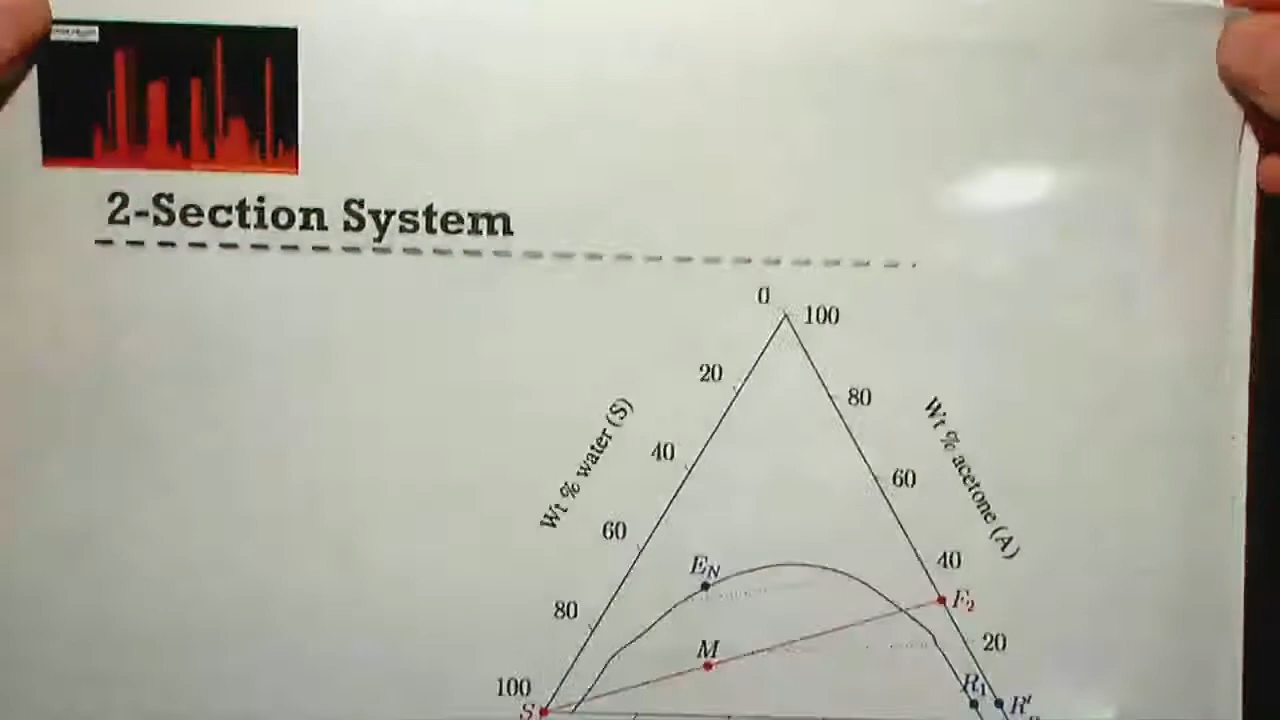 2-Section System
0
100
20
80
Wt % water (S)
Wt % acetone (A)
40
60
60
40
E_N
F_2
80
20
M
100
R_1
R'
S